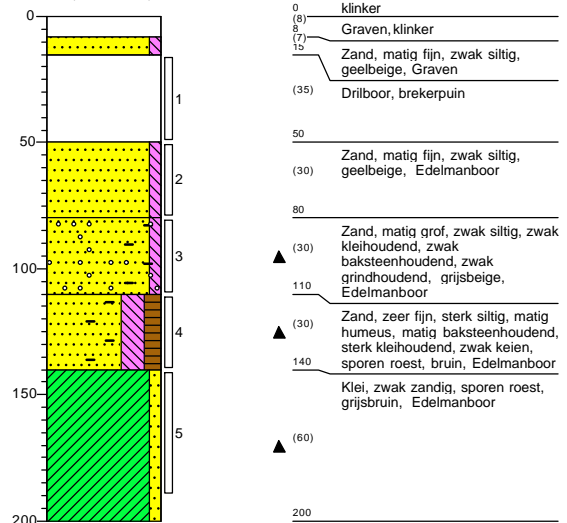 0
50
100
150
200
1
2
3
4
5
0 klinker
(8)
8 Graven, klinker
(7)
15
Zand, matig fijn, zwak siltig,
geelbeige, Graven
(35) Drilboor, brekerpuin
50
Zand, matig fijn, zwak siltig,
(30) geelbeige, Edelmanboor
80
Zand, matig grof, zwak siltig, zwak
(30) kleihoudend, zwak
baksteenhoudend, zwak
grindhoudend, grijsbeige,
110 Edelmanboor
Zand, zeer fijn, sterk siltig, matig
(30) humeus, matig baksteenhoudend,
sterk kleihoudend, zwak keien,
140 sporen roest, bruin, Edelmanboor
Klei, zwak zandig, sporen roest,
grijsbruin, Edelmanboor
(60)
200